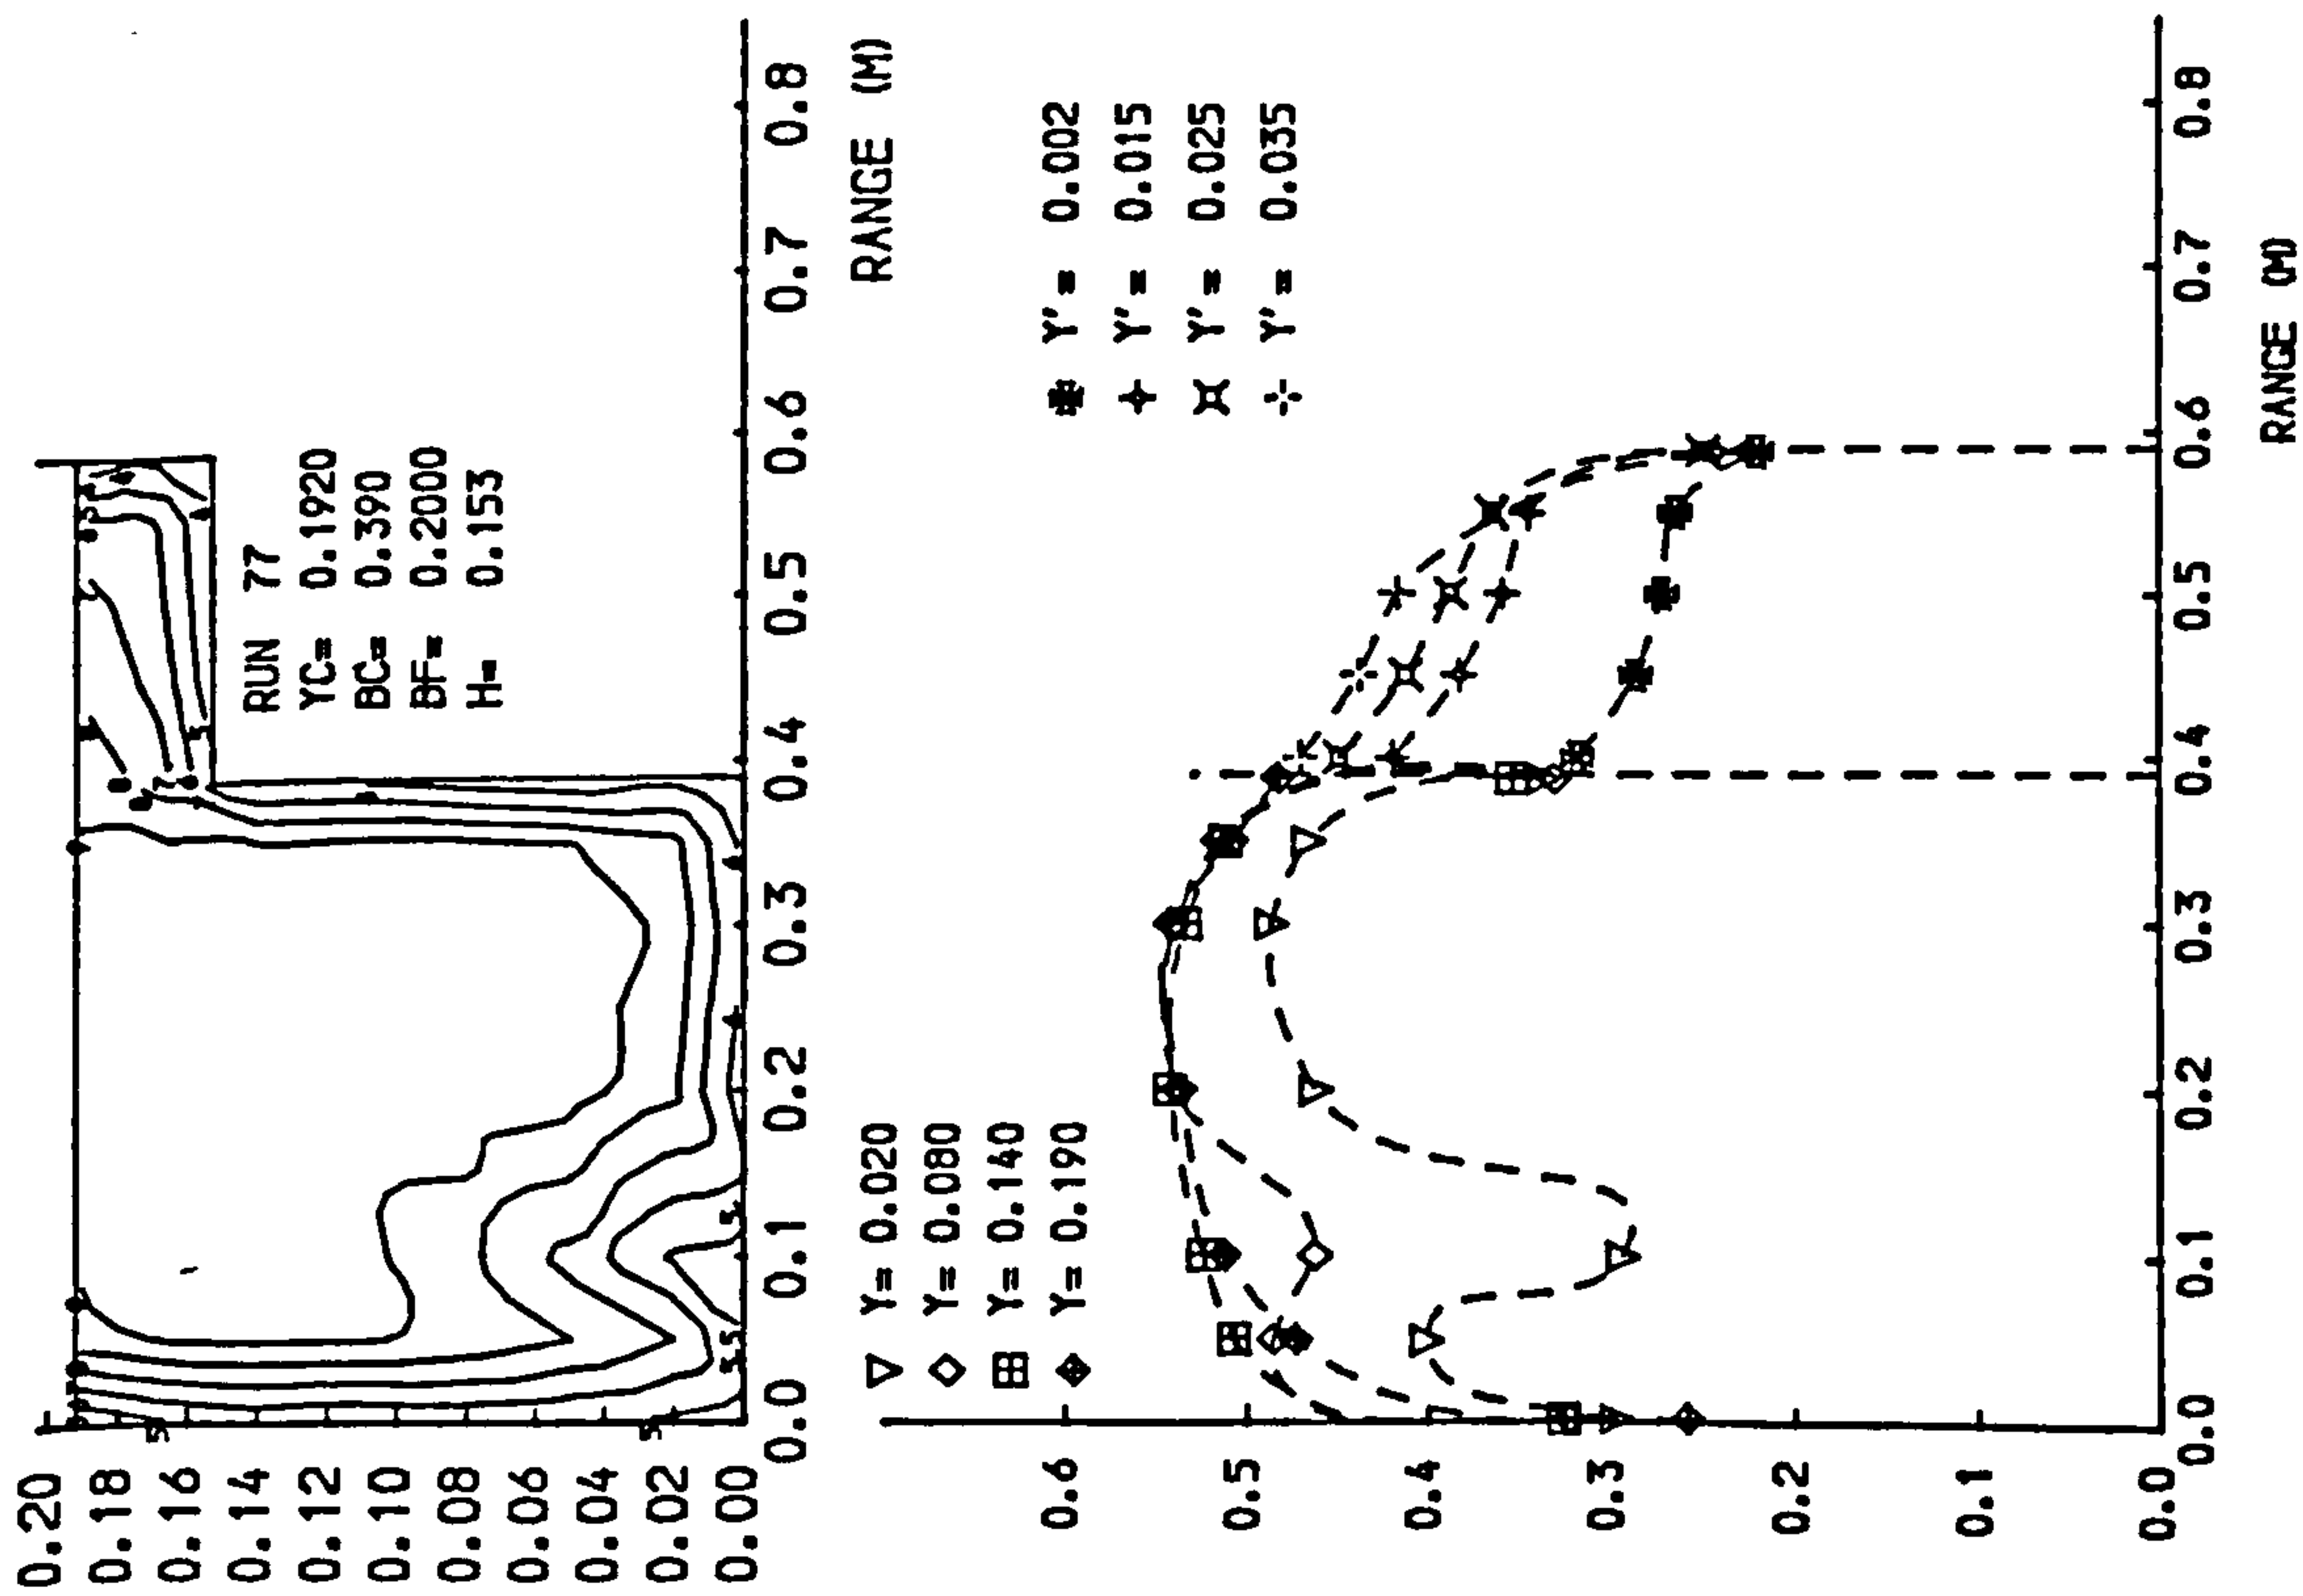 0.20
0.18
0.16
0.14
0.12
0.10
0.08
0.06
0.04
0.02
0.00
0.0 0.1 0.2 0.3 0.4 0.5 0.6 0.7 0.8
RANGE (M)
RUN 77
YC= 0.1920
BC= 0.390
BF= 0.2000
H= 0.153
Y= 0.020
Y= 0.080
Y= 0.140
Y= 0.190
Y'= 0.002
Y'= 0.015
Y'= 0.025
Y'= 0.035
0.6
0.5
0.4
0.3
0.2
0.1
0.0
0.0 0.1 0.2 0.3 0.4 0.5 0.6 0.7 0.8
RANGE (M)